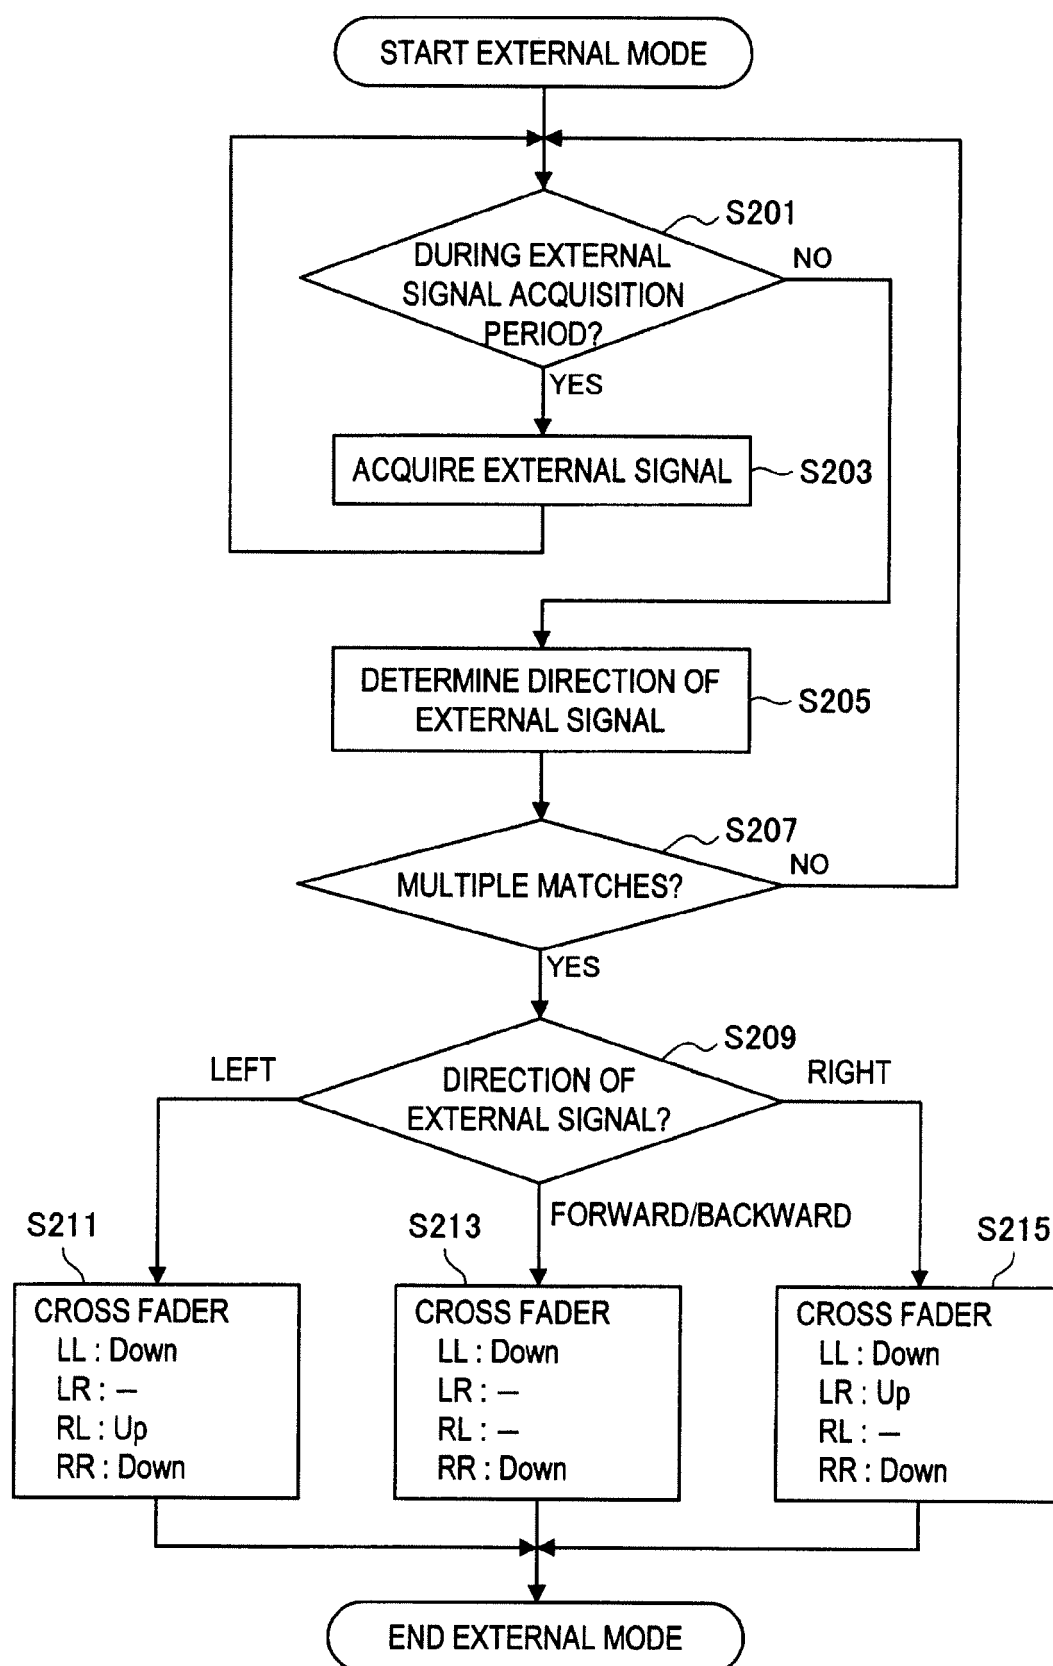 START EXTERNAL MODE
S201
DURING EXTERNAL
SIGNAL ACQUISITION
PERIOD?
NO
YES
ACQUIRE EXTERNAL SIGNAL
S203
DETERMINE DIRECTION OF
EXTERNAL SIGNAL
S205
S207
MULTIPLE MATCHES?
NO
YES
S209
LEFT
DIRECTION OF
EXTERNAL SIGNAL?
RIGHT
FORWARD/BACKWARD
S211
CROSS FADER
LL : Down
LR : —
RL : Up
RR : Down
S213
CROSS FADER
LL : Down
LR : —
RL : —
RR : Down
S215
CROSS FADER
LL : Down
LR : Up
RL : —
RR : Down
END EXTERNAL MODE